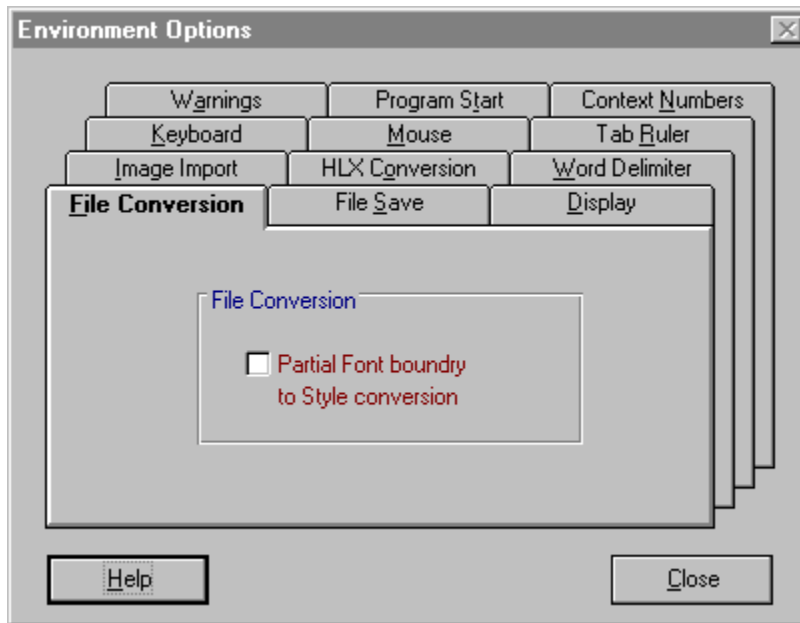 Environment Options
Warnings Program Start Context Numbers
Keyboard Mouse Tab Ruler
Image Import HLX Conversion Word Delimiter
File Conversion File Save Display
File Conversion
Partial Font boundry
to Style conversion
Help Close